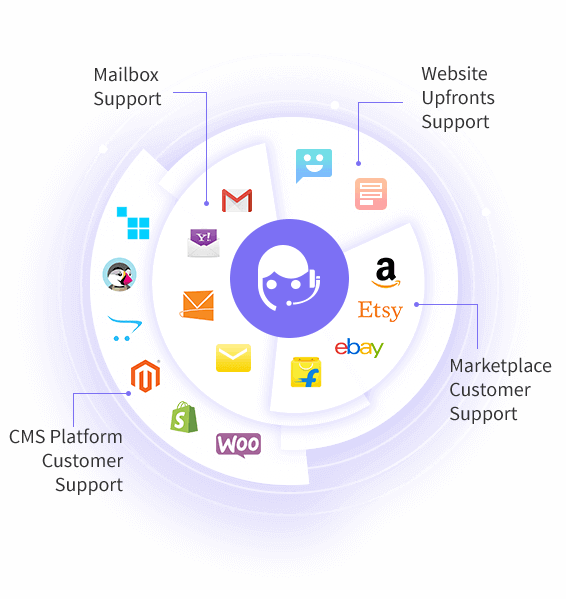 Mailbox
Support
Website
Upfronts
Support
Y!
a
Etsy
ebay
Marketplace
Customer
Support
CMS Platform
Customer
Support
S
f
WOO